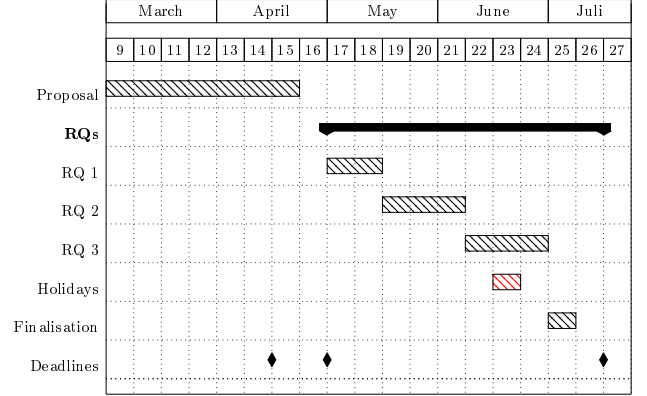 March April May June Juli
9 10 11 12 13 14 15 16 17 18 19 20 21 22 23 24 25 26 27
Proposal
RQs
RQ 1
RQ 2
RQ 3
Holidays
Finalisation
Deadlines